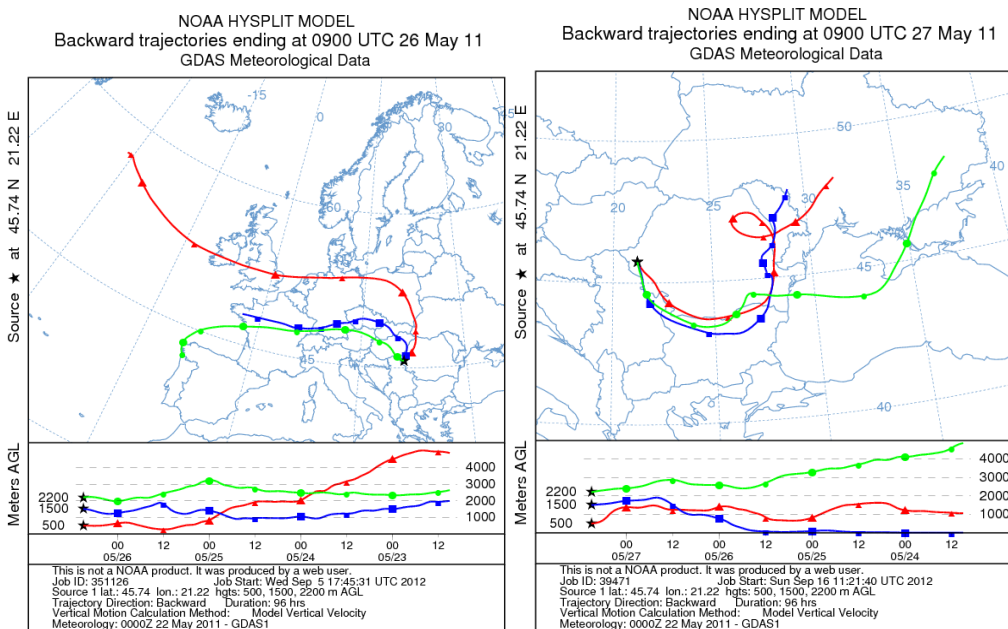 NOAA HYSPLIT MODEL
Backward trajectories ending at 0900 UTC 26 May 11
GDAS Meteorological Data
Source ★ at 45.74 N 21.22 E
-15
0
30
45
60
45
Meters AGL
4000
3000
2000
1000
2200
1500
500
00 12 00 12 00 12 00 12
05/26 05/25 05/24 05/23
This is not a NOAA product. It was produced by a web user.
Job ID: 351126 Job Start: Wed Sep 5 17:45:31 UTC 2012
Source 1 lat.: 45.74 lon.: 21.22 hgts: 500, 1500, 2200 m AGL
Trajectory Direction: Backward Duration: 96 hrs
Vertical Motion Calculation Method: Model Vertical Velocity
Meteorology: 0000Z 22 May 2011 - GDAS1
NOAA HYSPLIT MODEL
Backward trajectories ending at 0900 UTC 27 May 11
GDAS Meteorological Data
Source ★ at 45.74 N 21.22 E
50
40
35
30
25
20
45
40
Meters AGL
4000
3000
2000
1000
2200
1500
500
00 12 00 12 00 12 00 12
05/27 05/26 05/25 05/24
This is not a NOAA product. It was produced by a web user.
Job ID: 39471 Job Start: Sun Sep 16 11:21:40 UTC 2012
Source 1 lat.: 45.74 lon.: 21.22 hgts: 500, 1500, 2200 m AGL
Trajectory Direction: Backward Duration: 96 hrs
Vertical Motion Calculation Method: Model Vertical Velocity
Meteorology: 0000Z 22 May 2011 - GDAS1